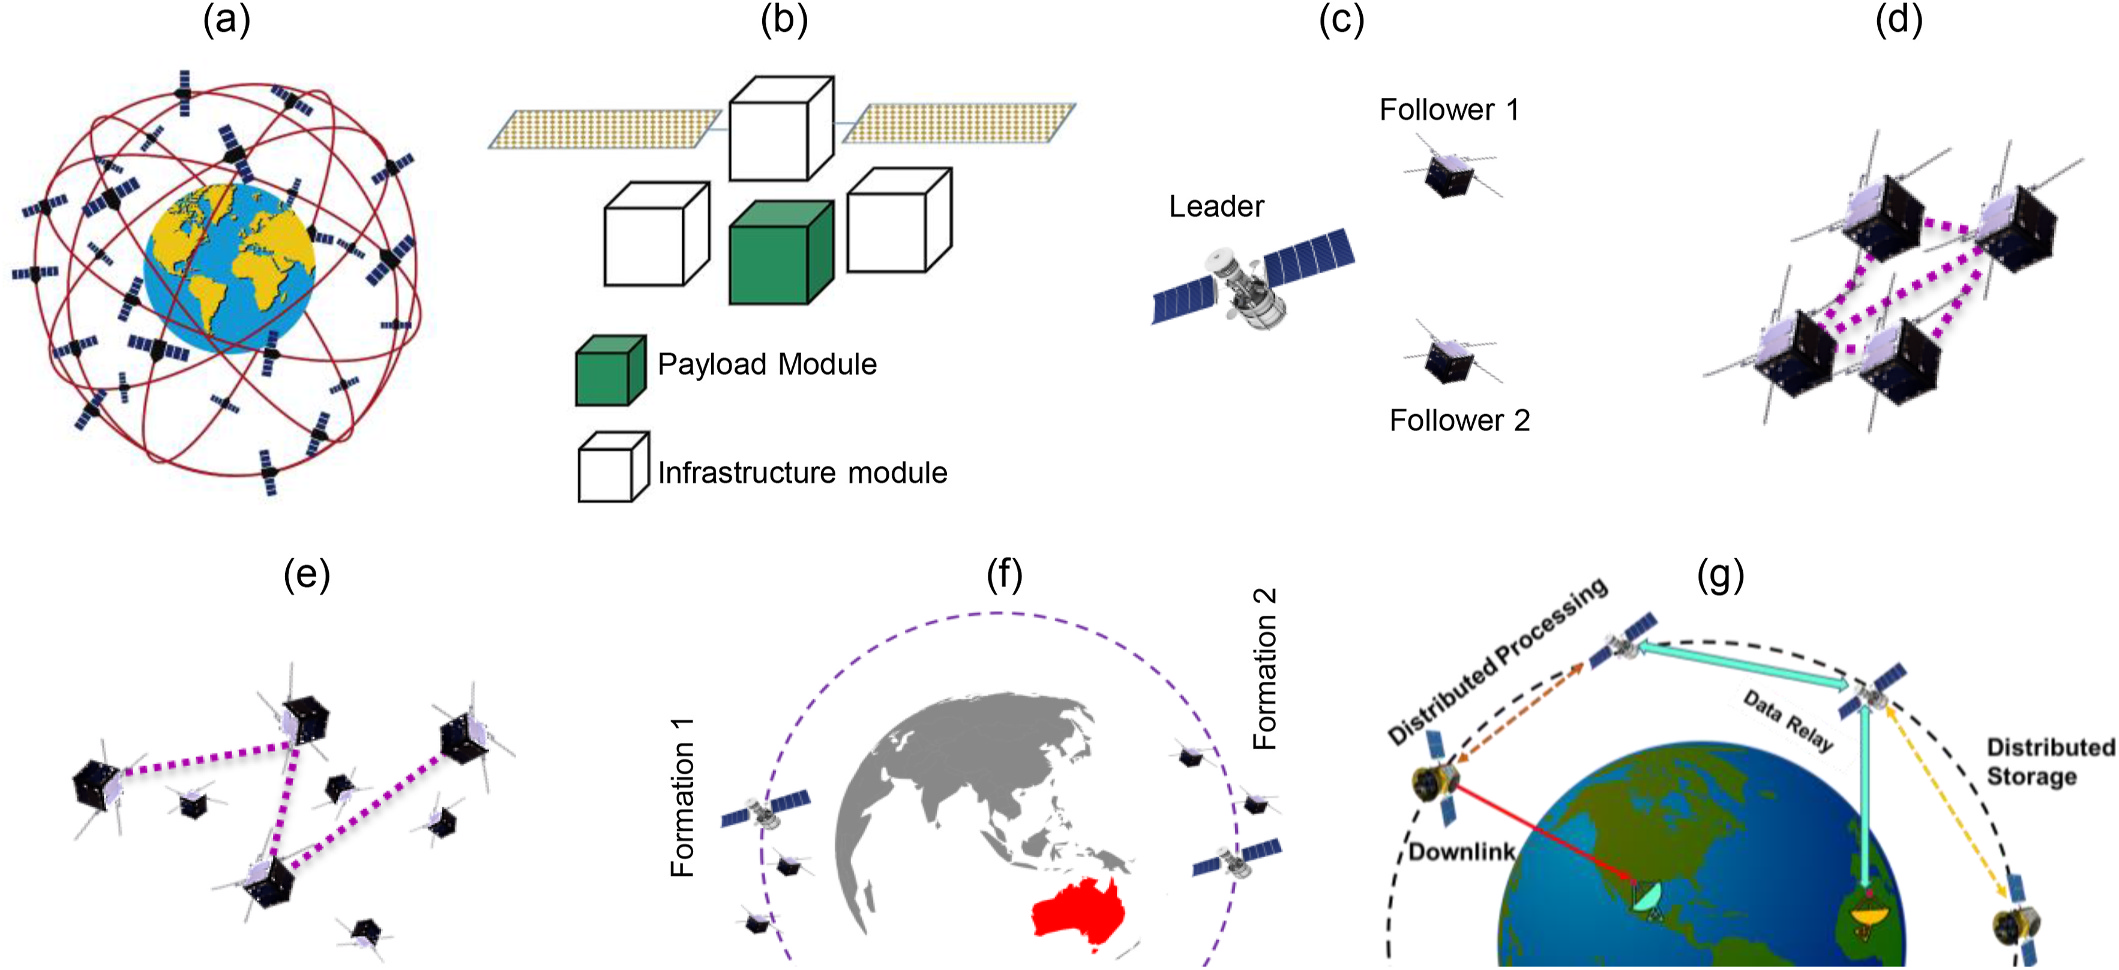 (a)
(b)
(c)
(d)
Follower 1
Leader
Follower 2
Payload Module
Infrastructure module
(e)
(f)
(g)
Formation 1
Formation 2
Distributed Processing
Data Relay
Distributed
Storage
Downlink